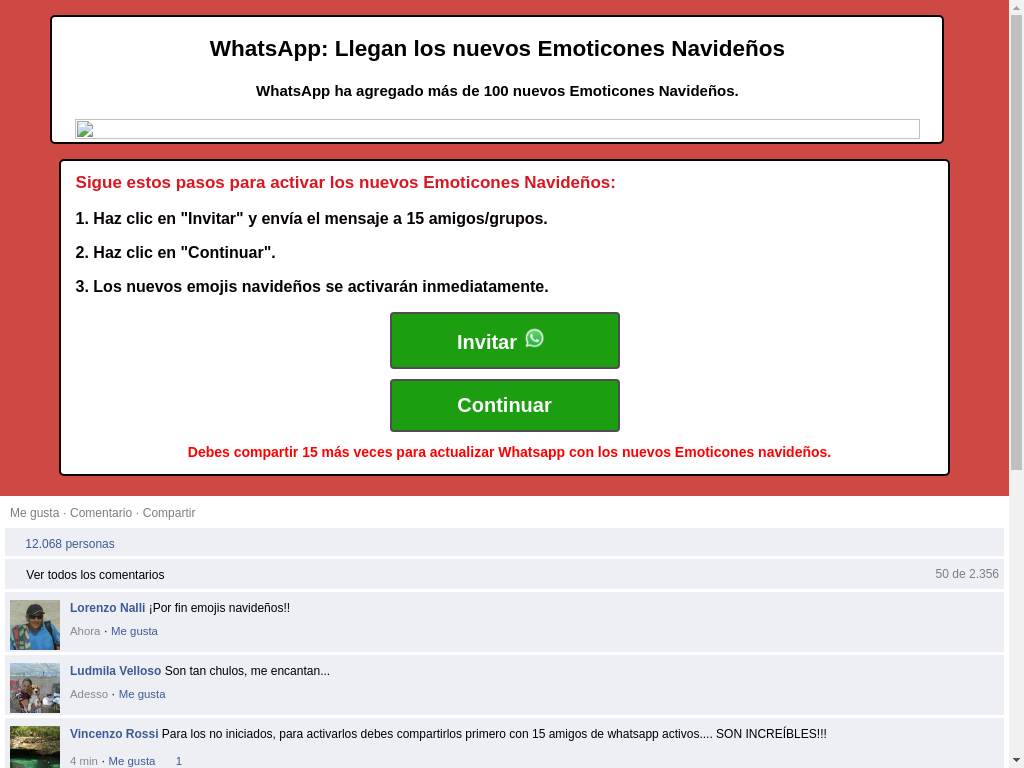 WhatsApp: Llegan los nuevos Emoticones Navideños
WhatsApp ha agregado más de 100 nuevos Emoticones Navideños.
Sigue estos pasos para activar los nuevos Emoticones Navideños:
1. Haz clic en "Invitar" y envía el mensaje a 15 amigos/grupos.
2. Haz clic en "Continuar".
3. Los nuevos emojis navideños se activarán inmediatamente.
Invitar
Continuar
Debes compartir 15 más veces para actualizar Whatsapp con los nuevos Emoticones navideños.
Me gusta · Comentario · Compartir
12.068 personas
Ver todos los comentarios 50 de 2.356
Lorenzo Nalli ¡Por fin emojis navideños!!
Ahora · Me gusta
Ludmila Velloso Son tan chulos, me encantan...
Adesso · Me gusta
Vincenzo Rossi Para los no iniciados, para activarlos debes compartirlos primero con 15 amigos de whatsapp activos.... SON INCREÍBLES!!!
4 min · Me gusta 1